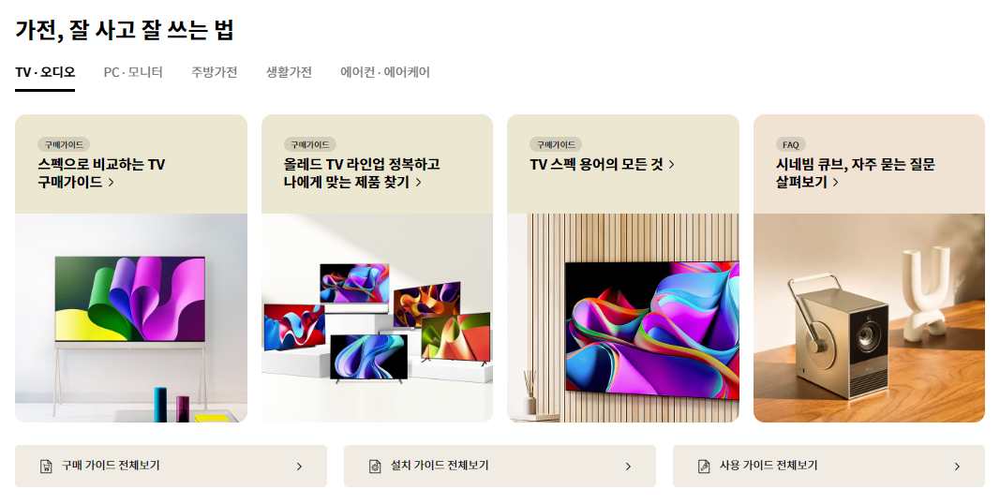 가전, 잘 사고 잘 쓰는 법
TV · 오디오
PC · 모니터
주방가전
생활가전
에어컨 · 에어케어
구매가이드
스펙으로 비교하는 TV
구매가이드 >
구매가이드
올레드 TV 라인업 정복하고
나에게 맞는 제품 찾기 >
구매가이드
TV 스펙 용어의 모든 것 >
FAQ
시네빔 큐브, 자주 묻는 질문
살펴보기 >
구매 가이드 전체보기 >
설치 가이드 전체보기 >
사용 가이드 전체보기 >